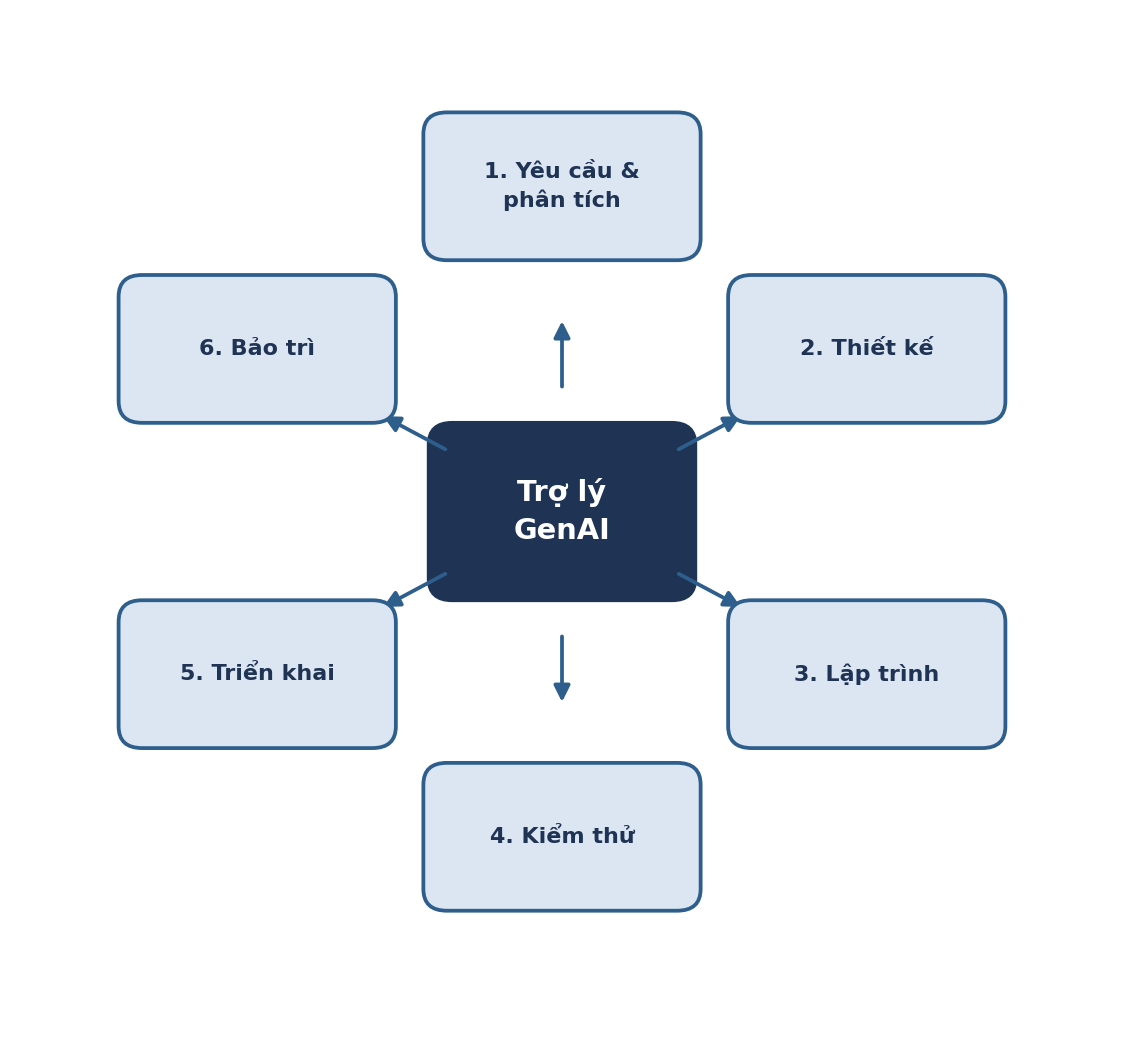 1. Yêu cầu &
phân tích
6. Bảo trì
2. Thiết kế
Trợ lý
GenAI
5. Triển khai
3. Lập trình
4. Kiểm thử